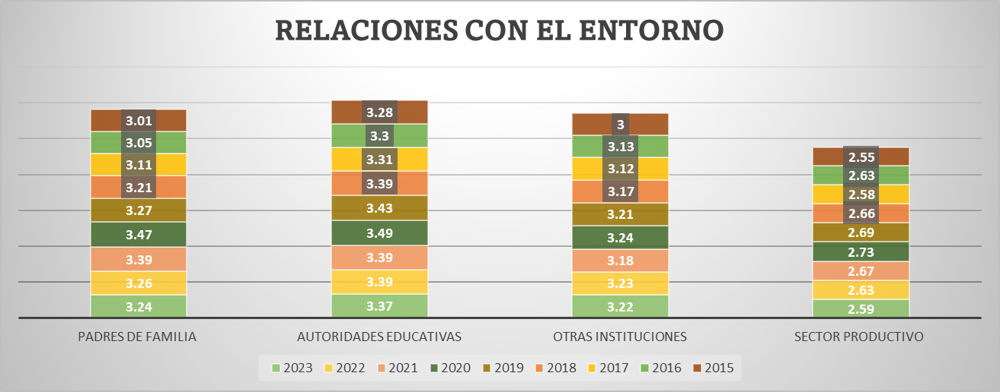 RELACIONES CON EL ENTORNO
3.01 3.28 3 2.55
3.05 3.3 3.13 2.63
3.11 3.31 3.12 2.58
3.21 3.39 3.17 2.66
3.27 3.43 3.21 2.69
3.47 3.49 3.24 2.73
3.39 3.39 3.18 2.67
3.26 3.39 3.23 2.63
3.24 3.37 3.22 2.59
PADRES DE FAMILIA AUTORIDADES EDUCATIVAS OTRAS INSTITUCIONES SECTOR PRODUCTIVO
2023 2022 2021 2020 2019 2018 2017 2016 2015